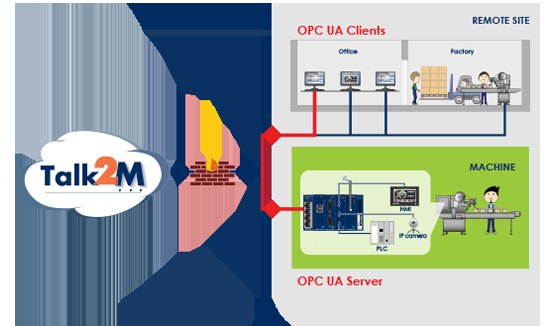 REMOTE SITE
OPC UA Clients
Office
Factory
Talk2M
MACHINE
HMI
IP camera
PLC
OPC UA Server